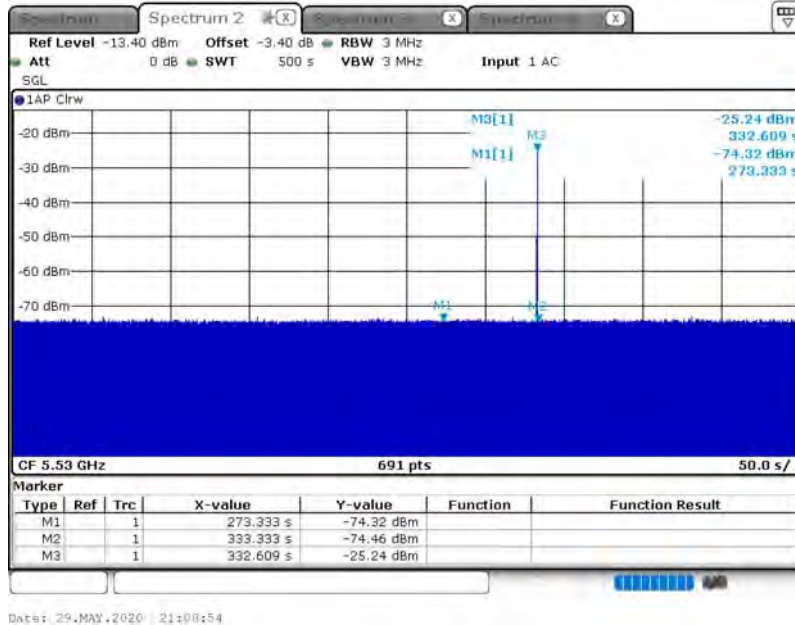 Spectrum
Spectrum 2
X
X
X
Ref Level -13.40 dBm Offset -3.40 dB RBW 3 MHz
Att 0 dB SWT 500 s VBW 3 MHz Input 1 AC
SGL
1AP Clrw
M3[1] -25.24 dBm
332.609 s
M1[1] -74.32 dBm
273.333 s
M3
-20 dBm
-30 dBm
-40 dBm
-50 dBm
-60 dBm
-70 dBm
M1
M2
CF 5.53 GHz 691 pts 50.0 s/
Marker
Type Ref Trc X-value Y-value Function Function Result
M1 1 273.333 s -74.32 dBm
M2 1 333.333 s -74.46 dBm
M3 1 332.609 s -25.24 dBm
Date: 29.MAY.2020 21:00:54